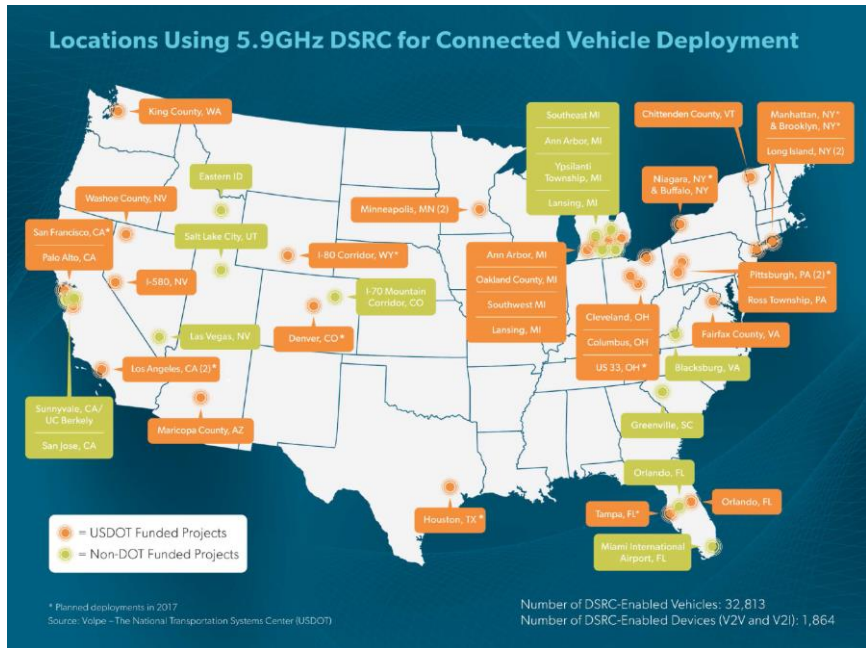 Locations Using 5.9GHz DSRC for Connected Vehicle Deployment
King County, WA
Southeast MI
Ann Arbor, MI
Ypsilanti
Township, MI
Lansing, MI
Chittenden County, VT
Manhattan, NY*
& Brooklyn, NY*
Long Island, NY (2)
Eastern ID
Niagara, NY*
& Buffalo, NY
Washoe County, NV
Minneapolis, MN (2)
San Francisco, CA*
Palo Alto, CA
Salt Lake City, UT
I-80 Corridor, WY*
Ann Arbor, MI
Oakland County, MI
Southwest MI
Lansing, MI
Pittsburgh, PA (2)*
Ross Township, PA
I-580, NV
I-70 Mountain
Corridor, CO
Cleveland, OH
Columbus, OH
US 33, OH*
Fairfax County, VA
Las Vegas, NV
Denver, CO*
Blacksburg, VA
Los Angeles, CA (2)*
Sunnyvale, CA/
UC Berkely
San Jose, CA
Maricopa County, AZ
Greenville, SC
Orlando, FL
Orlando, FL
Houston, TX*
Tampa, FL*
Miami International
Airport, FL
= USDOT Funded Projects
= Non-DOT Funded Projects
* Planned deployments in 2017
Source: Volpe – The National Transportation Systems Center (USDOT)
Number of DSRC-Enabled Vehicles: 32,813
Number of DSRC-Enabled Devices (V2V and V2I): 1,864